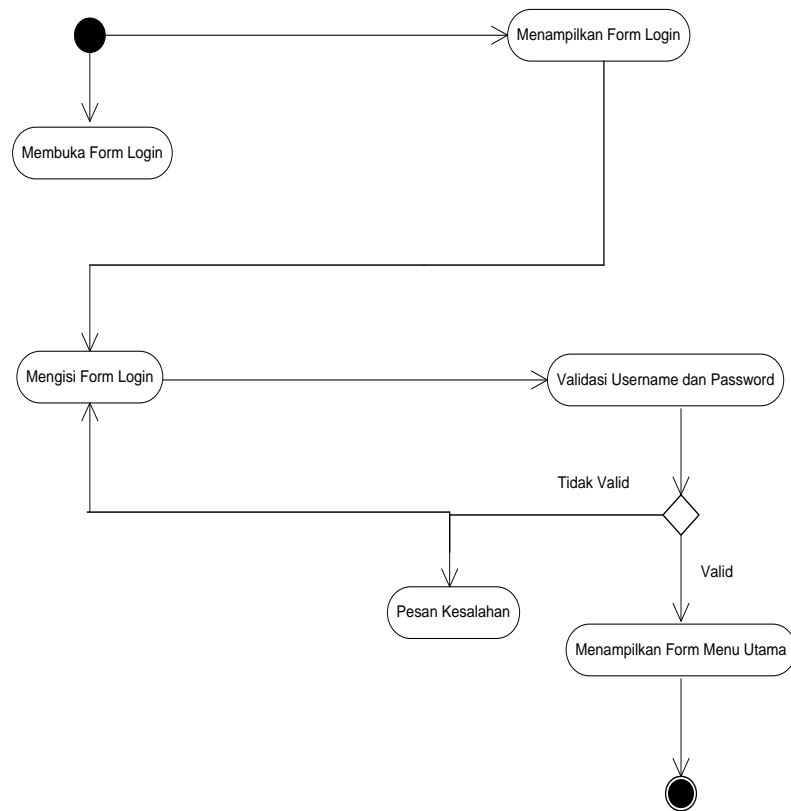 Menampilkan Form Login
Membuka Form Login
Mengisi Form Login
Validasi Username dan Password
Tidak Valid
Valid
Pesan Kesalahan
Menampilkan Form Menu Utama